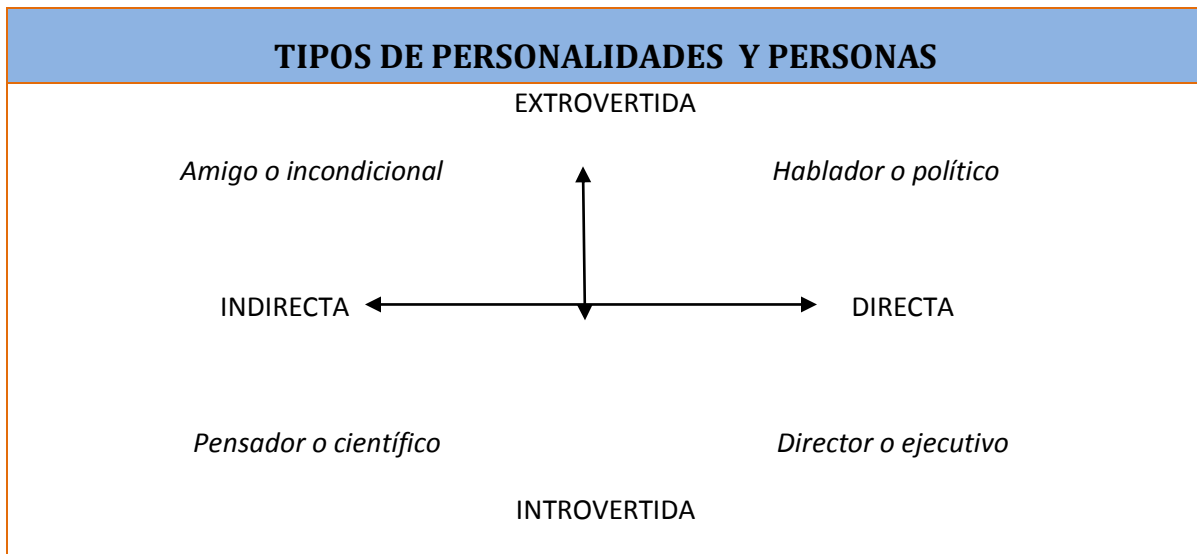 TIPOS DE PERSONALIDADES Y PERSONAS
EXTROVERTIDA
Amigo o incondicional
Hablador o político
INDIRECTA
DIRECTA
Pensador o científico
Director o ejecutivo
INTROVERTIDA